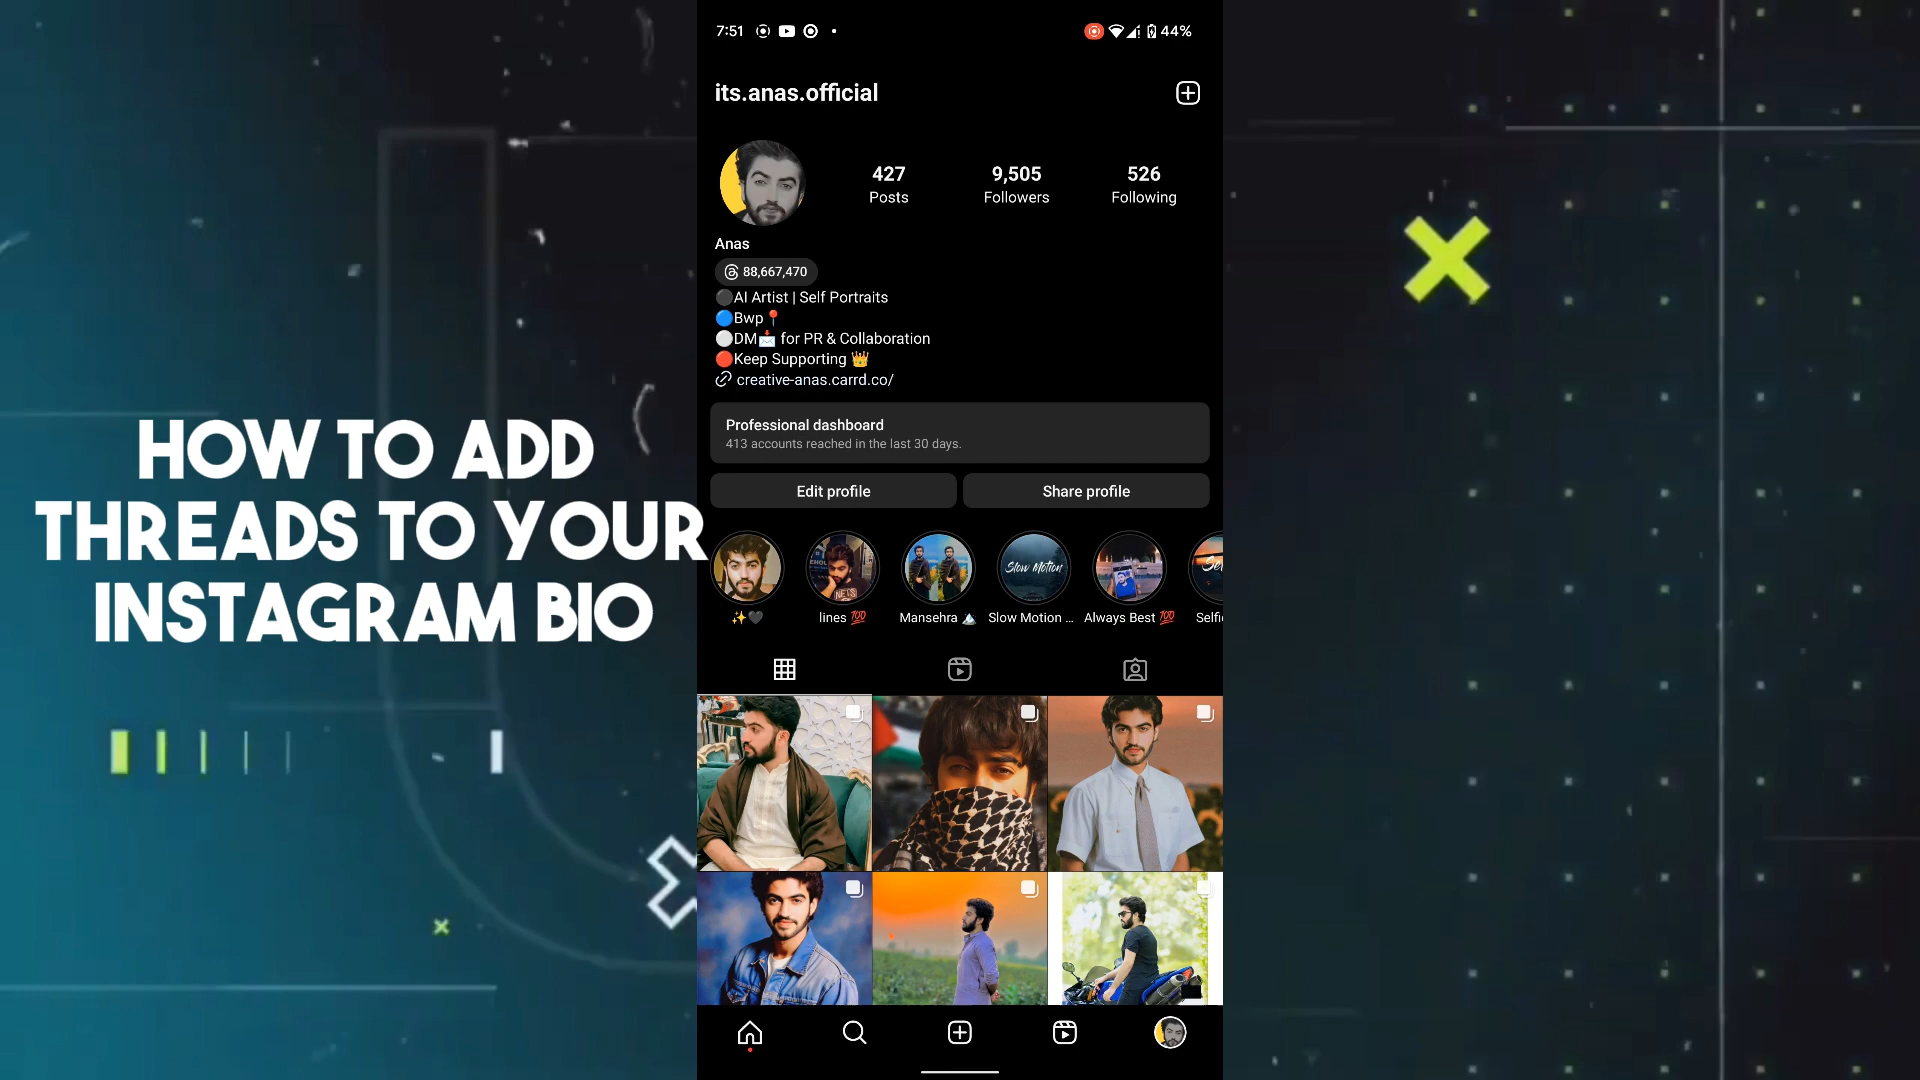 7:51
44%
its.anas.official
427
Posts
9,505
Followers
526
Following
Anas
88,667,470
⚫AI Artist | Self Portraits
🔵Bwp📍
⚪DM📩 for PR & Collaboration
🔴Keep Supporting 👑
creative-anas.carrd.co/
Professional dashboard
413 accounts reached in the last 30 days.
Edit profile
Share profile
Slow Motion
✨🖤
lines 💯
Mansehra 🏔️
Slow Motion ...
Always Best 💯
Selfi
HOW TO ADD
THREADS TO YOUR
INSTAGRAM BIO